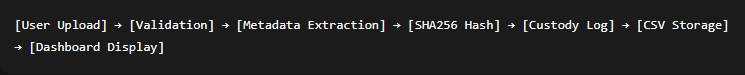 [User Upload] → [Validation] → [Metadata Extraction] → [SHA256 Hash] → [Custody Log] → [CSV Storage]
→ [Dashboard Display]